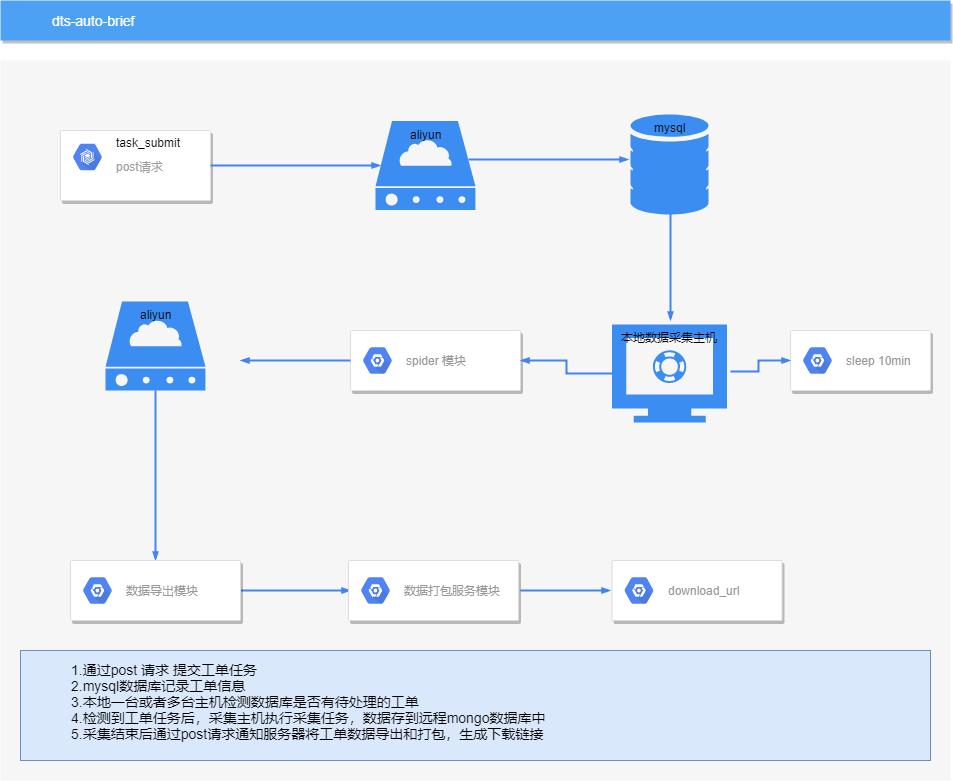 dts-auto-brief
task_submit
post请求
aliyun
mysql
aliyun
spider 模块
本地数据采集主机
sleep 10min
数据导出模块
数据打包服务模块
download_url
1.通过post 请求 提交工单任务
2.mysql数据库记录工单信息
3.本地一台或者多台主机检测数据库是否有待处理的工单
4.检测到工单任务后，采集主机执行采集任务，数据存到远程mongo数据库中
5.采集结束后通过post请求通知服务器将工单数据导出和打包，生成下载链接